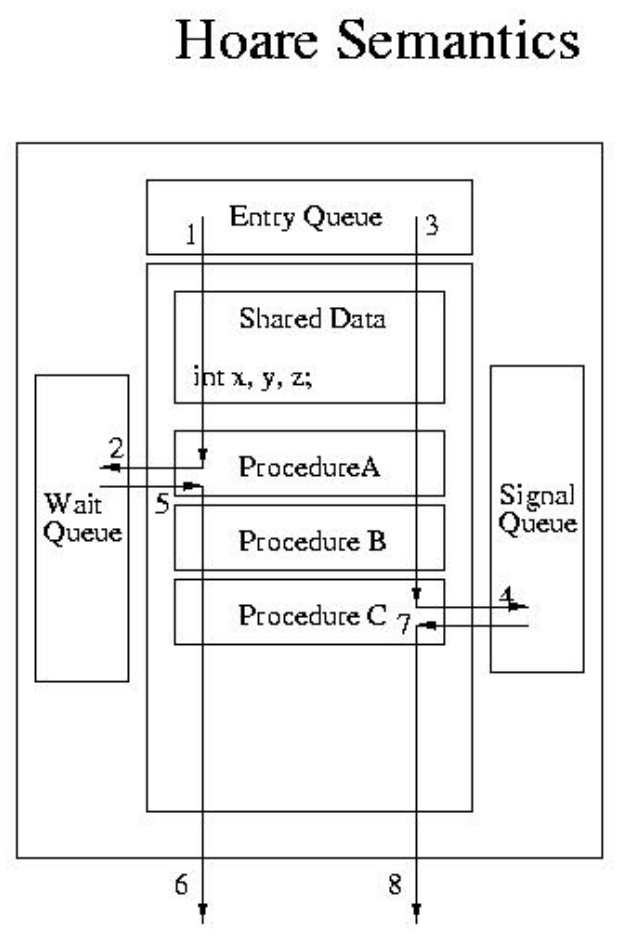 Hoare Semantics
Entry Queue
1
3
Shared Data
int x, y, z;
2
ProcedureA
Wait
Queue
5
Signal
Queue
Procedure B
4
Procedure C
7
6
8